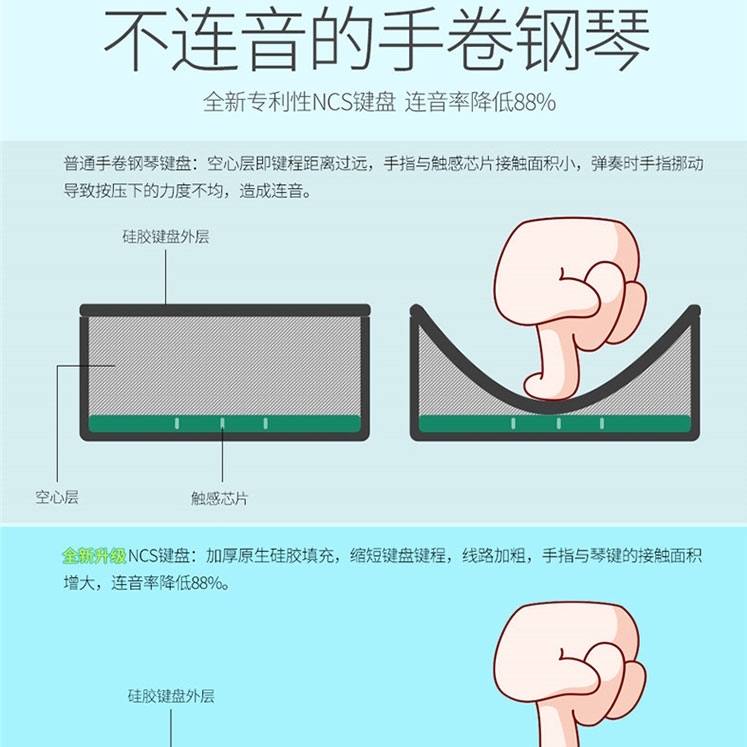 不连音的手卷钢琴
全新专利性NCS键盘 连音率降低88%
普通手卷钢琴键盘：空心层即键程距离过远，手指与触感芯片接触面积小，弹奏时手指挪动
导致按压下的力度不均，造成连音。
硅胶键盘外层
空心层
触感芯片
全新升级NCS键盘：加厚原生硅胶填充，缩短键盘键程，线路加粗，手指与琴键的接触面积
增大，连音率降低88%。
硅胶键盘外层